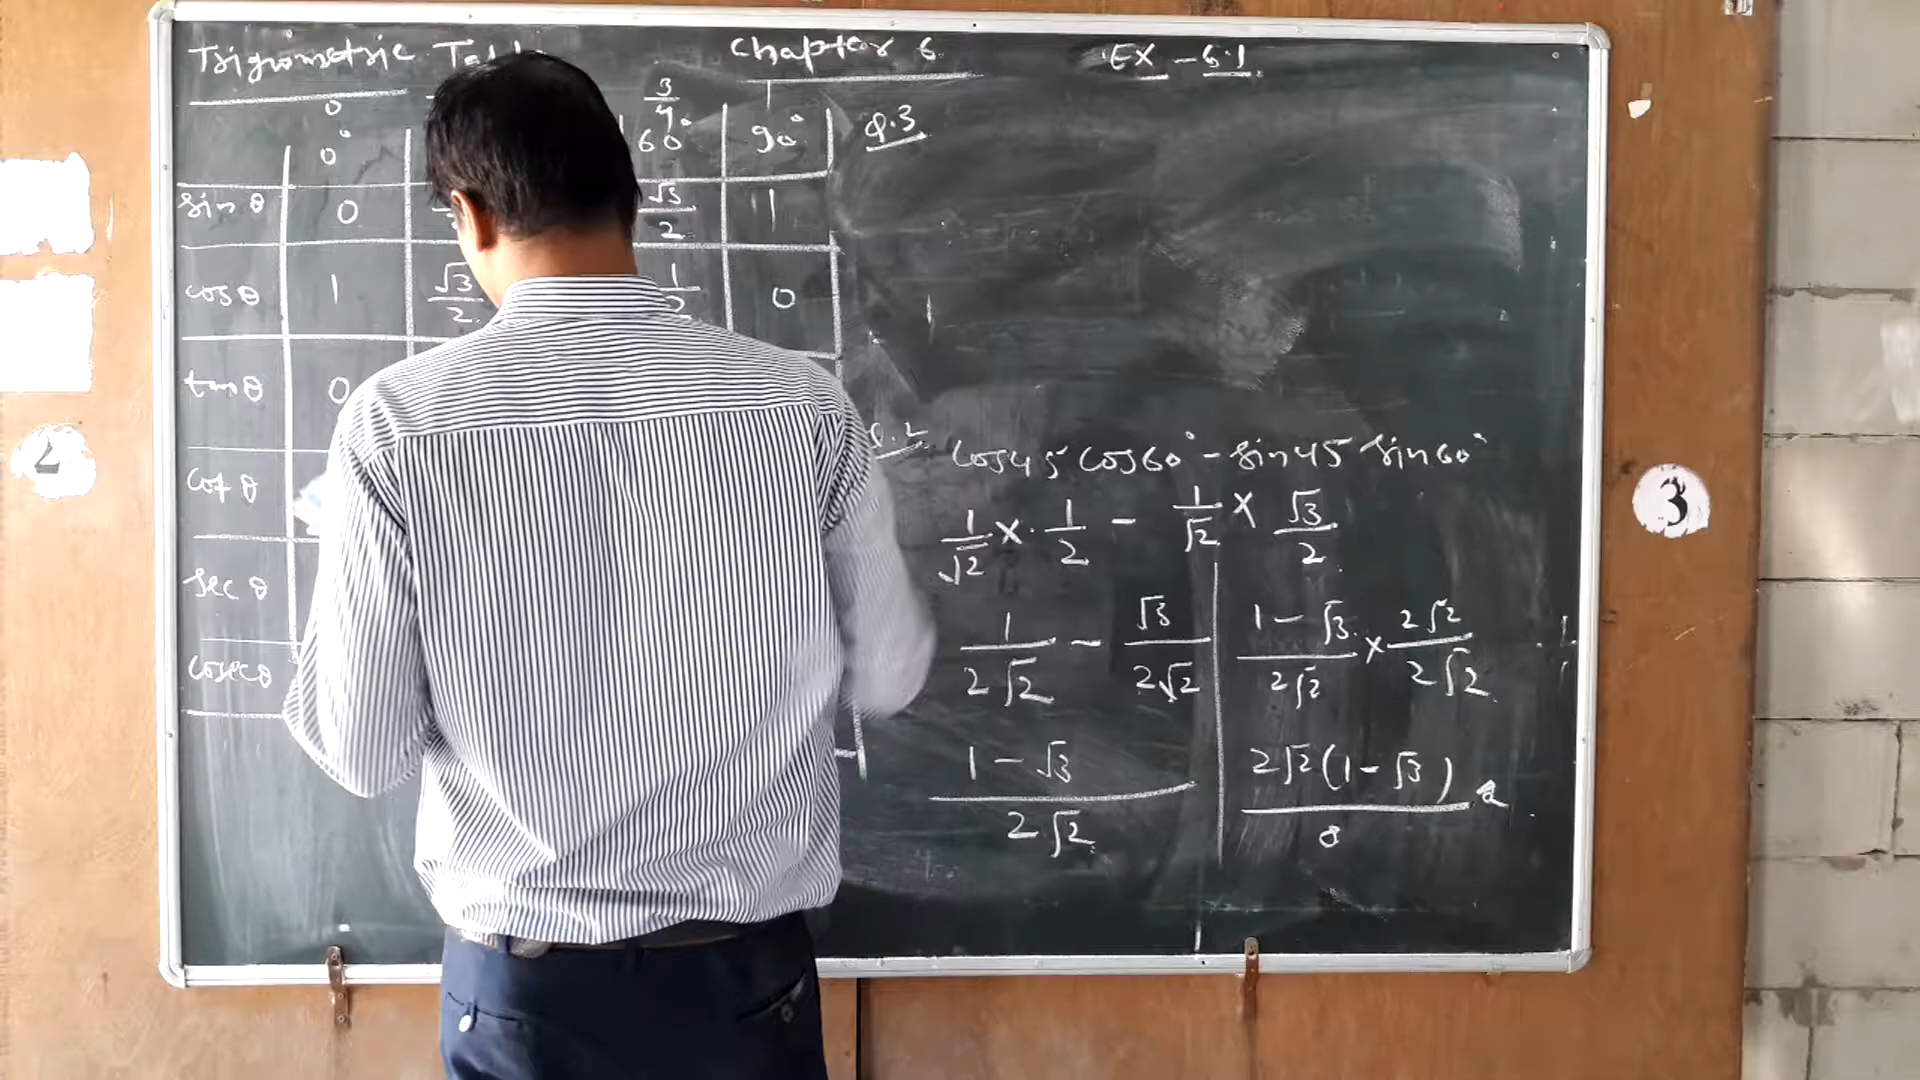 Trignometric
Chapter 6
EX - 6.1
0 3/4
0° 60° 90° Q.3
sin θ 0 √3/2 1
cos θ 1 √3/2 1/2 0
tan θ 0
cot θ
sec θ
cosec θ
cos45 cos60° - sin45 sin60°
1/√2 × 1/2 - 1/√2 × √3/2
1/2√2 - √3/2√2
1 - √3/2√2
1 - √3/2√2 × 2√2/2√2
2√2(1 - √3)/8
2
3